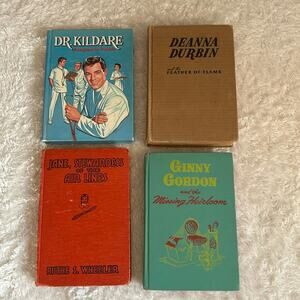 DR. KILDARE
DEANNA
DURBIN
and the
FEATHER OF FLAME
JANE, STEWARDESS
OF THE
AIR LINES
RUTHE S. WHEELER
GINNY
GORDON
and the
Missing Heirloom